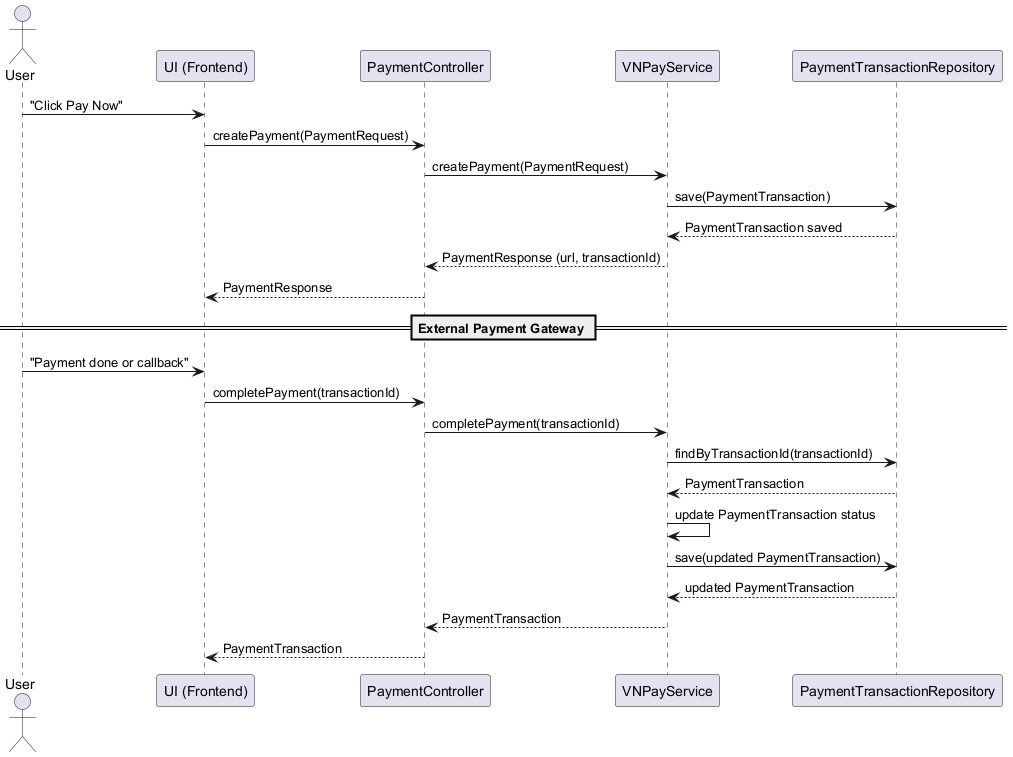 User
UI (Frontend)
PaymentController
VNPayService
PaymentTransactionRepository
"Click Pay Now"
createPayment(PaymentRequest)
createPayment(PaymentRequest)
save(PaymentTransaction)
PaymentTransaction saved
PaymentResponse (url, transactionId)
PaymentResponse
External Payment Gateway
"Payment done or callback"
completePayment(transactionId)
completePayment(transactionId)
findByTransactionId(transactionId)
PaymentTransaction
update PaymentTransaction status
save(updated PaymentTransaction)
updated PaymentTransaction
PaymentTransaction
PaymentTransaction
User
UI (Frontend)
PaymentController
VNPayService
PaymentTransactionRepository